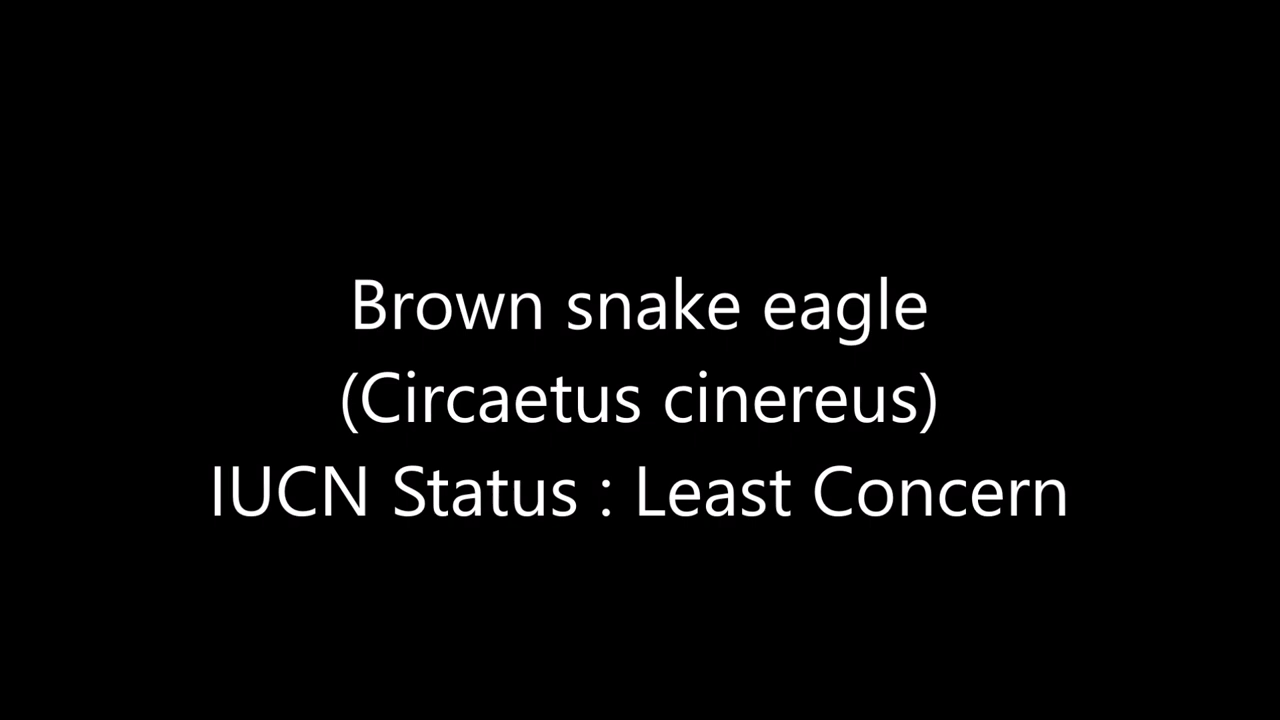 Brown snake eagle
(Circaetus cinereus)
IUCN Status : Least Concern